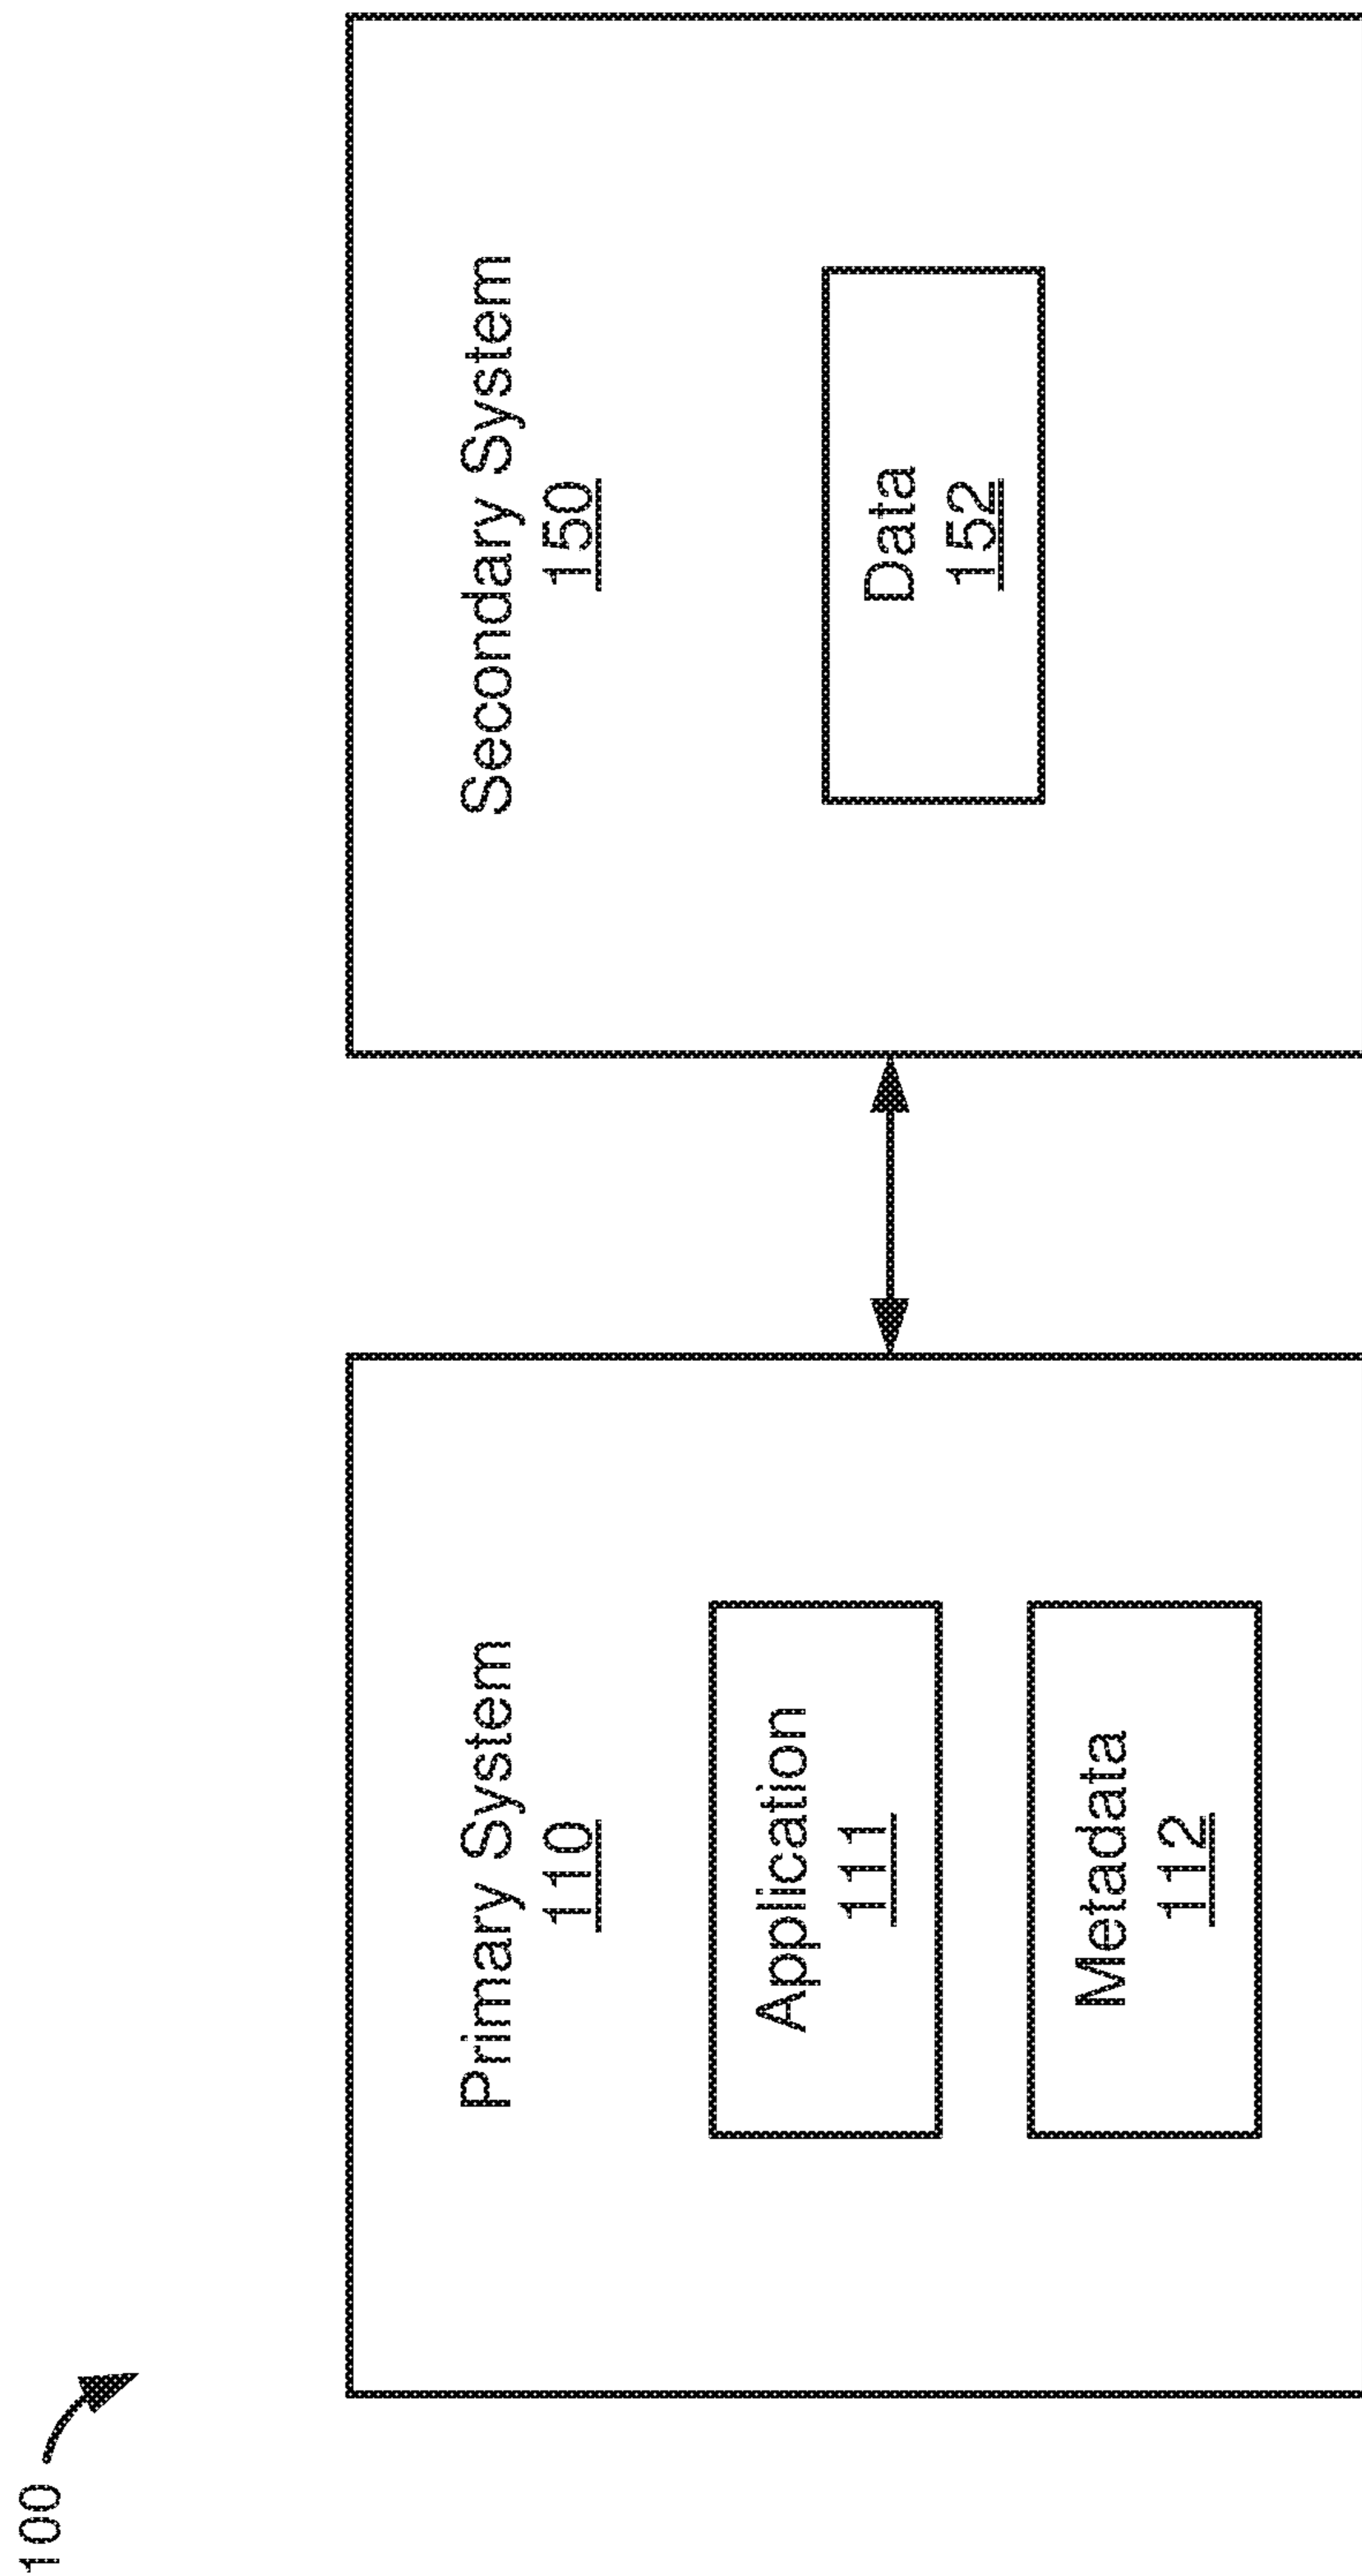 100
Primary System
110
Application
111
Metadata
112
Secondary System
150
Data
152